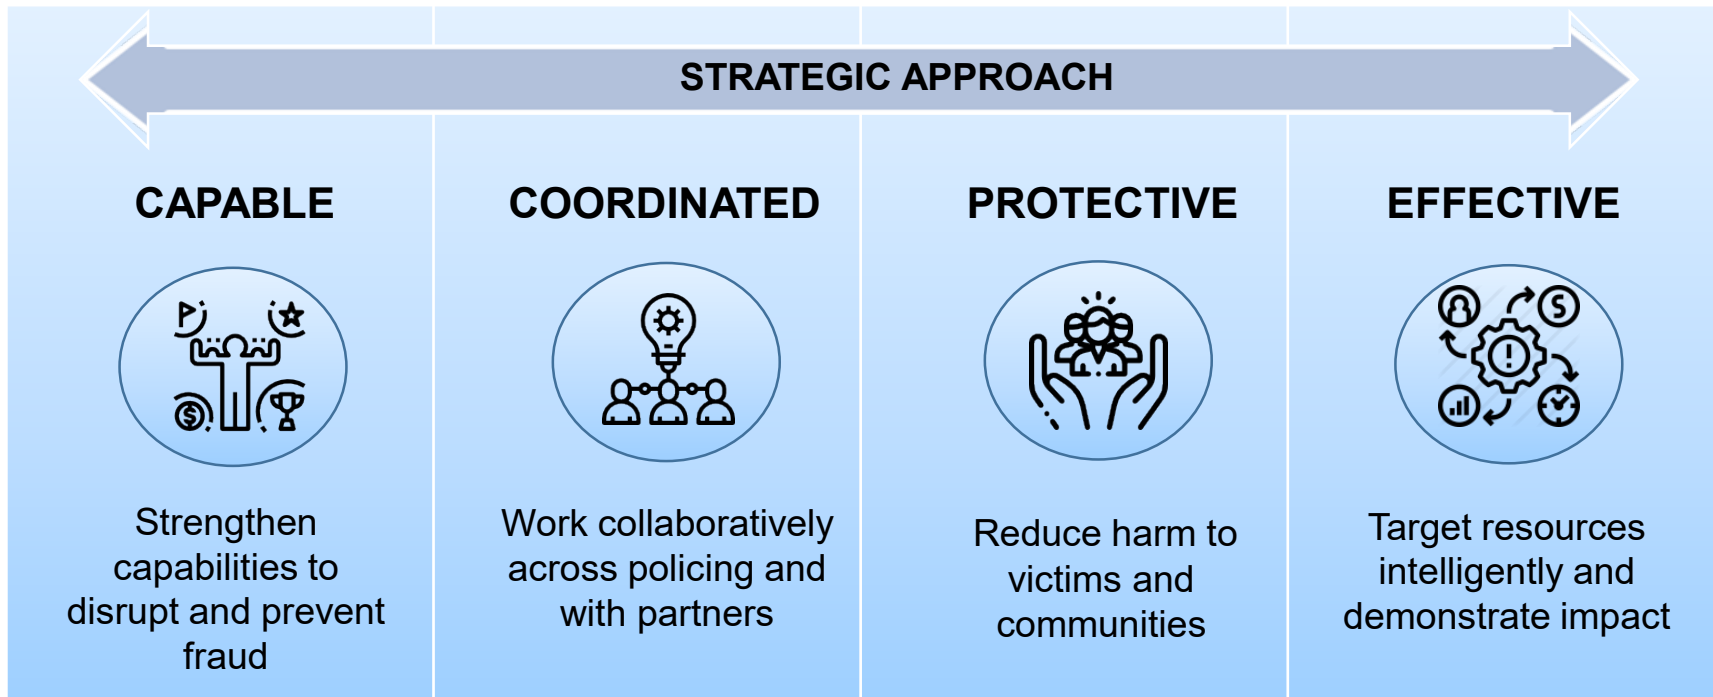 STRATEGIC APPROACH
CAPABLE
Strengthen
capabilities to
disrupt and prevent
fraud
COORDINATED
Work collaboratively
across policing and
with partners
PROTECTIVE
Reduce harm to
victims and
communities
EFFECTIVE
Target resources
intelligently and
demonstrate impact